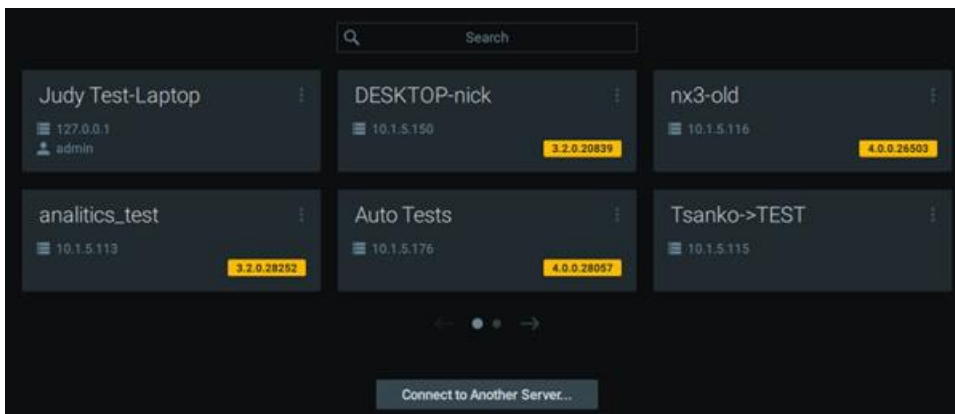 Search
Judy Test-Laptop
127.0.0.1
admin
DESKTOP-nick
10.1.5.150
3.2.0.20839
nx3-old
10.1.5.116
4.0.0.26503
analitics_test
10.1.5.113
3.2.0.28252
Auto Tests
10.1.5.176
4.0.0.28057
Tsanko->TEST
10.1.5.115
Connect to Another Server...